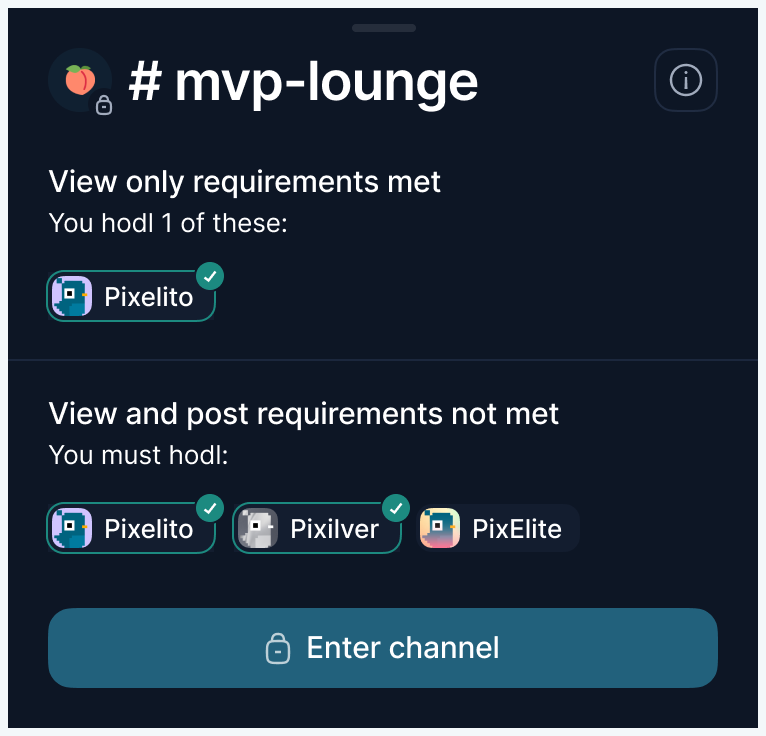 # mvp-lounge
View only requirements met
You hodl 1 of these:
Pixelito
View and post requirements not met
You must hodl:
Pixelito Pixilver PixElite
Enter channel